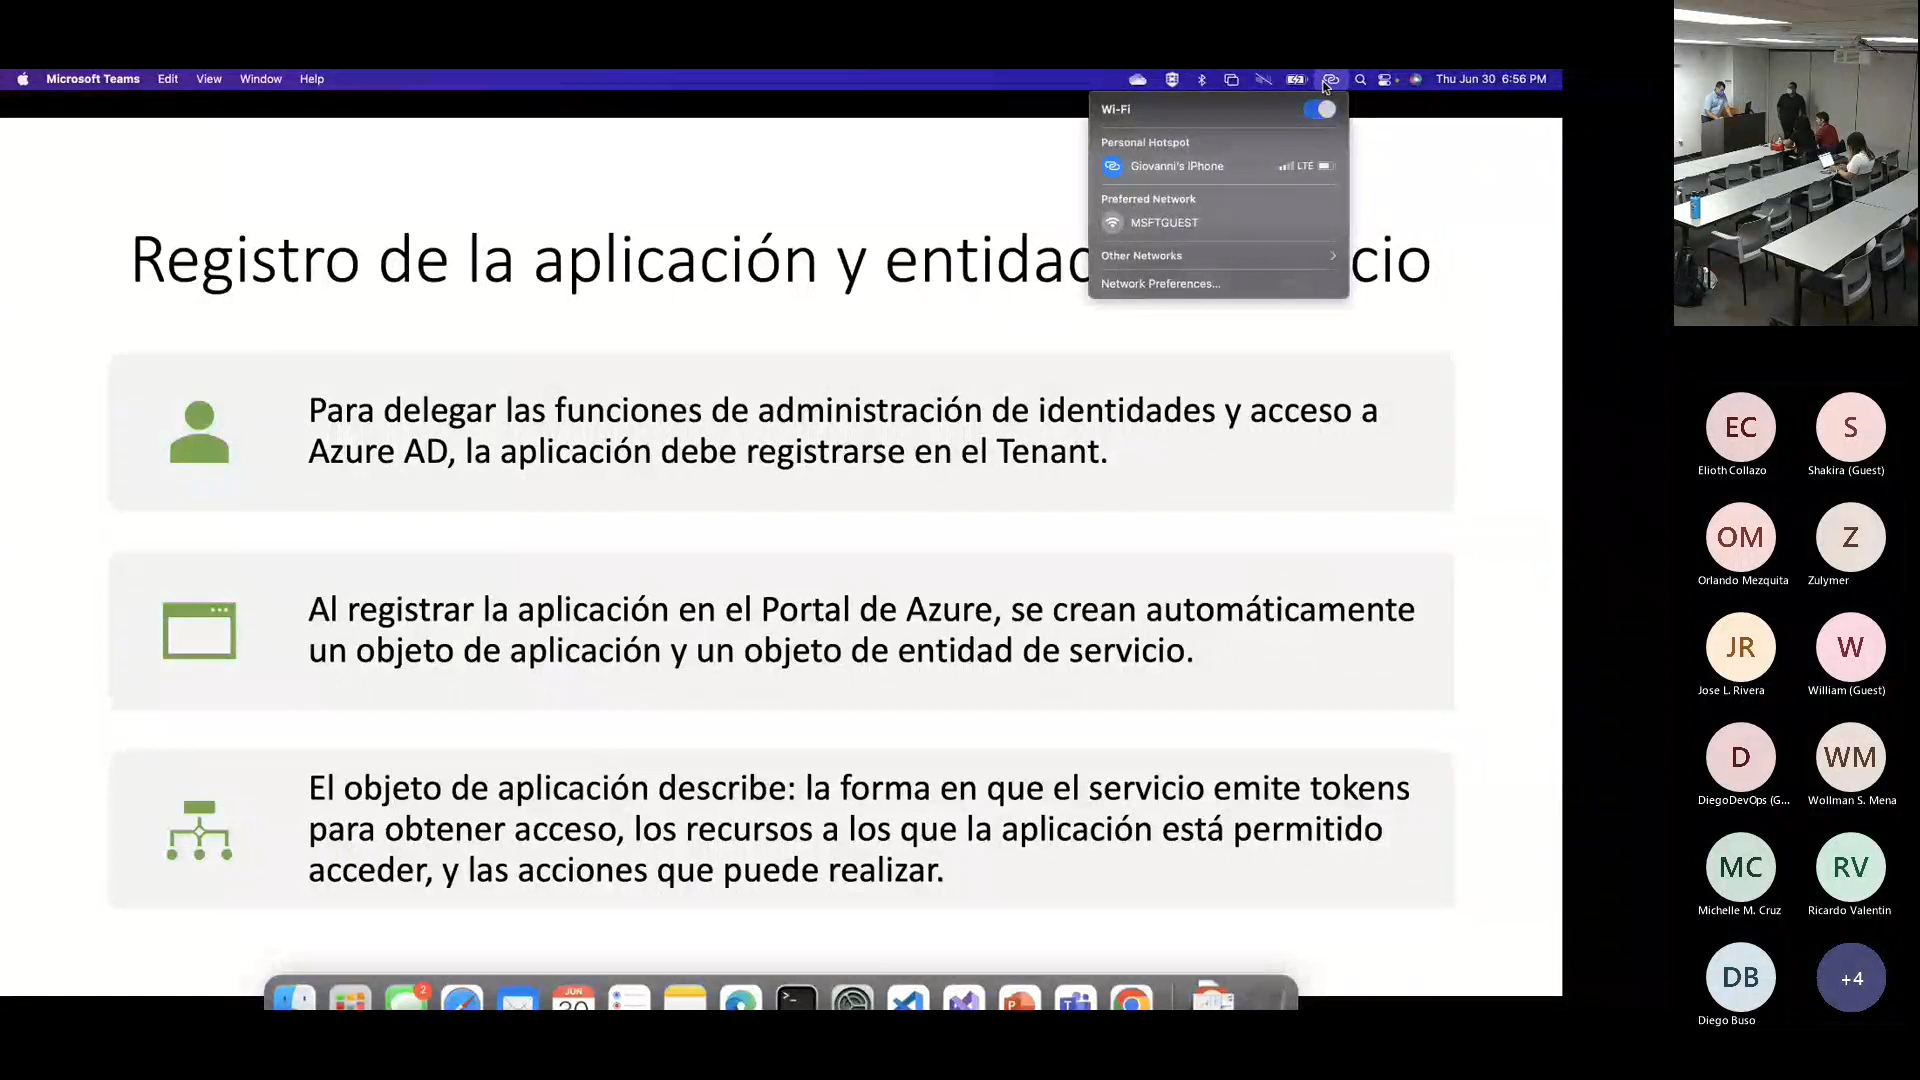 Microsoft Teams Edit View Window Help
Thu Jun 30 6:56 PM
Wi-Fi
Personal Hotspot
Giovanni's iPhone LTE
Preferred Network
MSFTGUEST
Other Networks
Network Preferences...
Registro de la aplicación y entidad cio
Para delegar las funciones de administración de identidades y acceso a
Azure AD, la aplicación debe registrarse en el Tenant.
Al registrar la aplicación en el Portal de Azure, se crean automáticamente
un objeto de aplicación y un objeto de entidad de servicio.
El objeto de aplicación describe: la forma en que el servicio emite tokens
para obtener acceso, los recursos a los que la aplicación está permitido
acceder, y las acciones que puede realizar.
2
JUN
EC S
Elioth Collazo Shakira (Guest)
OM Z
Orlando Mezquita Zulymer
JR W
Jose L. Rivera William (Guest)
D WM
DiegoDevOps (G... Wollman S. Mena
MC RV
Michelle M. Cruz Ricardo Valentin
DB +4
Diego Buso